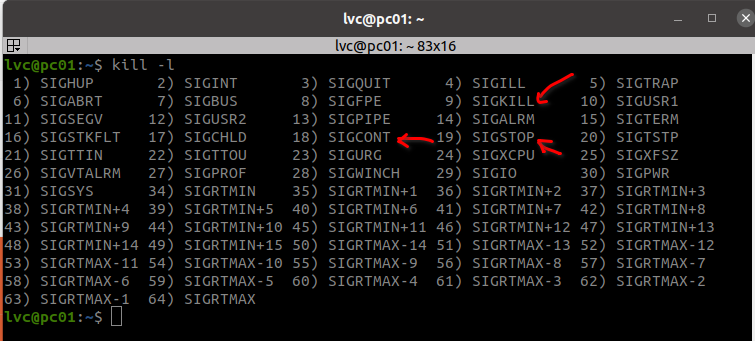 lvc@pc01: ~
lvc@pc01: ~ 83x16
lvc@pc01:~$ kill -l
 1) SIGHUP       2) SIGINT       3) SIGQUIT      4) SIGILL       5) SIGTRAP
 6) SIGABRT      7) SIGBUS       8) SIGFPE       9) SIGKILL     10) SIGUSR1
11) SIGSEGV     12) SIGUSR2     13) SIGPIPE     14) SIGALRM     15) SIGTERM
16) SIGSTKFLT   17) SIGCHLD     18) SIGCONT     19) SIGSTOP     20) SIGTSTP
21) SIGTTIN     22) SIGTTOU     23) SIGURG      24) SIGXCPU     25) SIGXFSZ
26) SIGVTALRM   27) SIGPROF     28) SIGWINCH    29) SIGIO       30) SIGPWR
31) SIGSYS      34) SIGRTMIN    35) SIGRTMIN+1  36) SIGRTMIN+2  37) SIGRTMIN+3
38) SIGRTMIN+4  39) SIGRTMIN+5  40) SIGRTMIN+6  41) SIGRTMIN+7  42) SIGRTMIN+8
43) SIGRTMIN+9  44) SIGRTMIN+10 45) SIGRTMIN+11 46) SIGRTMIN+12 47) SIGRTMIN+13
48) SIGRTMIN+14 49) SIGRTMIN+15 50) SIGRTMAX-14 51) SIGRTMAX-13 52) SIGRTMAX-12
53) SIGRTMAX-11 54) SIGRTMAX-10 55) SIGRTMAX-9  56) SIGRTMAX-8  57) SIGRTMAX-7
58) SIGRTMAX-6  59) SIGRTMAX-5  60) SIGRTMAX-4  61) SIGRTMAX-3  62) SIGRTMAX-2
63) SIGRTMAX-1  64) SIGRTMAX
lvc@pc01:~$